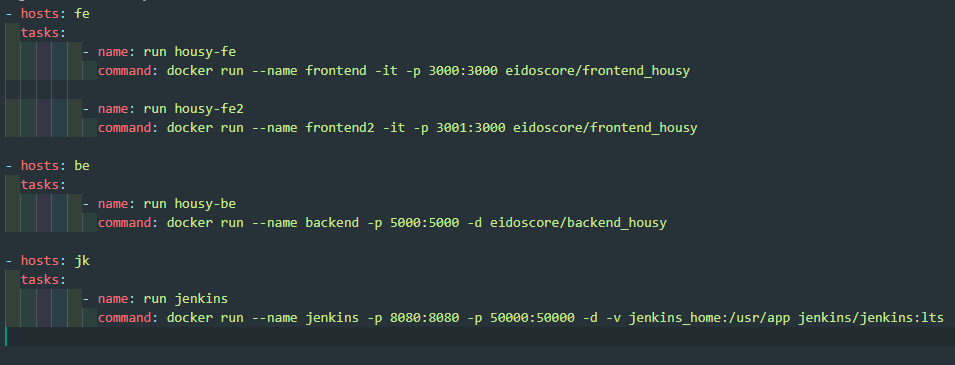 - hosts: fe
tasks:
- name: run housy-fe
command: docker run --name frontend -it -p 3000:3000 eidoscore/frontend_housy
- name: run housy-fe2
command: docker run --name frontend2 -it -p 3001:3000 eidoscore/frontend_housy
- hosts: be
tasks:
- name: run housy-be
command: docker run --name backend -p 5000:5000 -d eidoscore/backend_housy
- hosts: jk
tasks:
- name: run jenkins
command: docker run --name jenkins -p 8080:8080 -p 50000:50000 -d -v jenkins_home:/usr/app jenkins/jenkins:lts